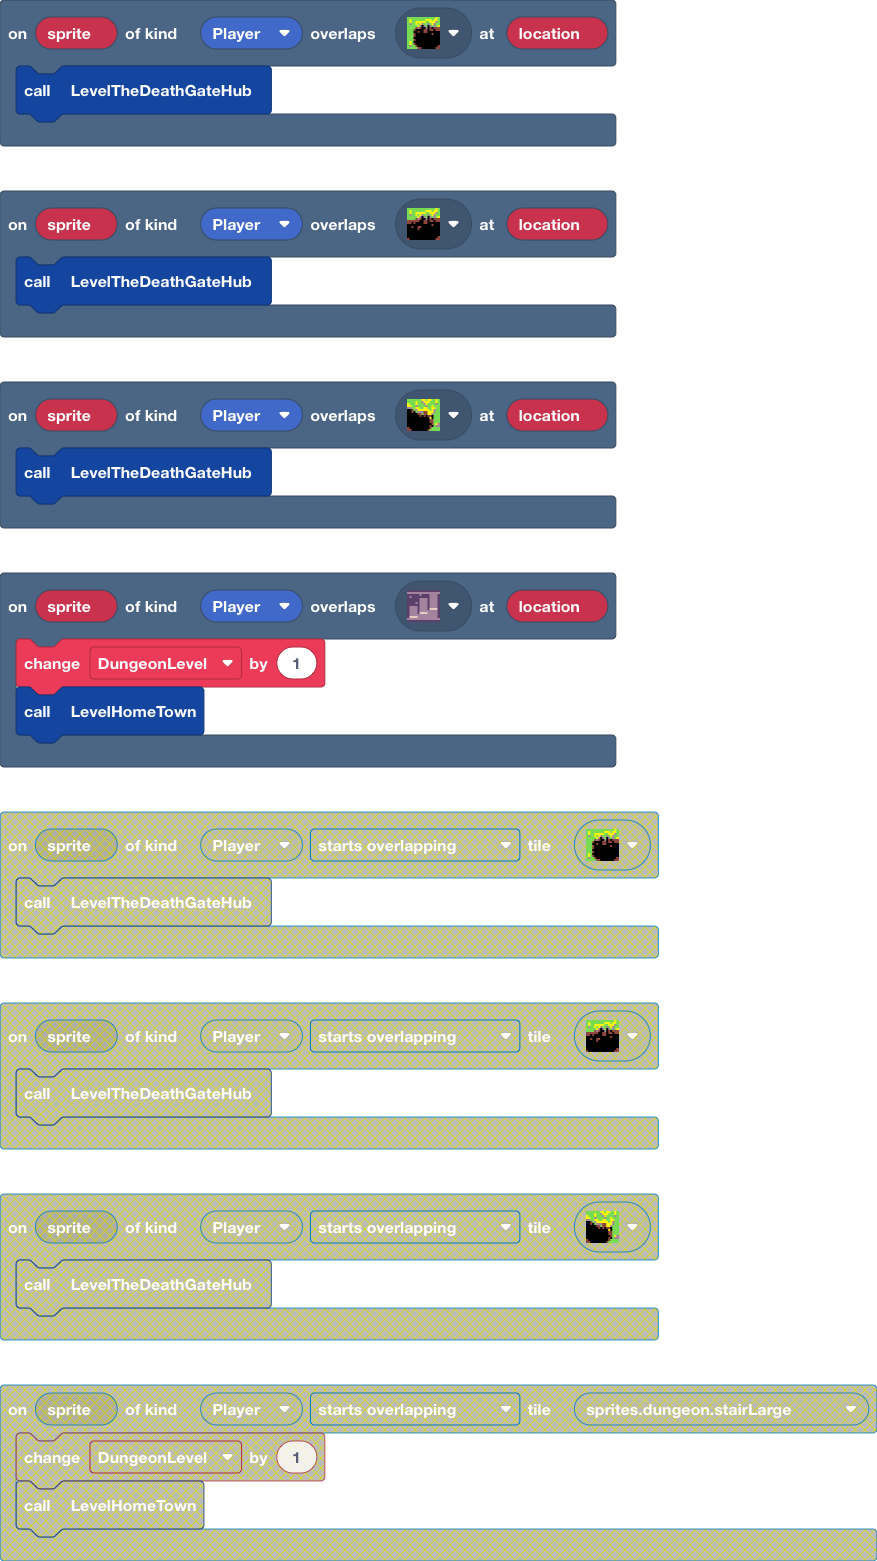 on sprite of kind Player overlaps at location
call LevelTheDeathGateHub
on sprite of kind Player overlaps at location
call LevelTheDeathGateHub
on sprite of kind Player overlaps at location
call LevelTheDeathGateHub
on sprite of kind Player overlaps at location
change DungeonLevel by 1
call LevelHomeTown
on sprite of kind Player starts overlapping tile
call LevelTheDeathGateHub
on sprite of kind Player starts overlapping tile
call LevelTheDeathGateHub
on sprite of kind Player starts overlapping tile
call LevelTheDeathGateHub
on sprite of kind Player starts overlapping tile sprites.dungeon.stairLarge
change DungeonLevel by 1
call LevelHomeTown